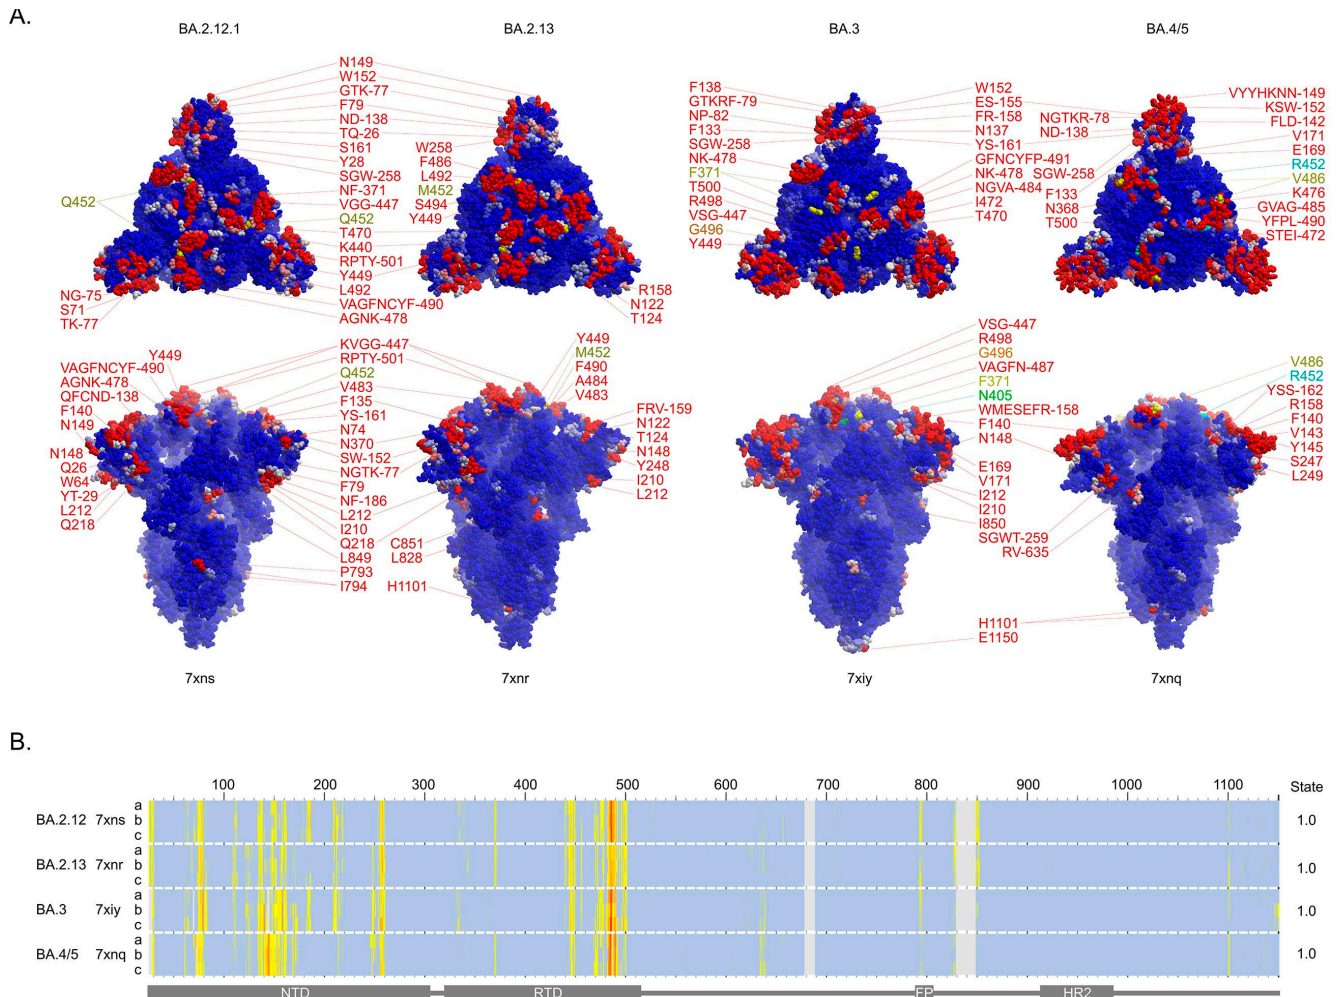 A.
BA.2.12.1
BA.2.13
BA.3
BA.4/5
N149
W152
GTK-77
F79
ND-138
TQ-26
S161
Y28
SGW-258
NF-371
VGG-447
Q452
T470
K440
RPTY-501
Y449
L492
VAGFNCYF-490
AGNK-478
Q452
NG-75
S71
TK-77
W258
F486
L492
M452
S494
Y449
R158
N122
T124
F138
GTKRF-79
NP-82
F133
SGW-258
NK-478
F371
T500
R498
VSG-447
G496
Y449
W152
ES-155
FR-158
N137
YS-161
GFNCYFP-491
NK-478
NGVA-484
I472
T470
NGTKR-78
ND-138
SGW-258
F133
N368
T500
VYYHKNN-149
KSW-152
FLD-142
V171
E169
R452
V486
K476
GVAG-485
YFPL-490
STEI-472
Y449
VAGFNCYF-490
AGNK-478
QFCND-138
F140
N149
N148
Q26
W64
YT-29
L212
Q218
KVGG-447
RPTY-501
Q452
V483
F135
YS-161
N74
N370
SW-152
NGTK-77
F79
NF-186
L212
I210
Q218
L849
P793
I794
C851
L828
H1101
Y449
M452
F490
A484
V483
FRV-159
N122
T124
N148
Y248
I210
L212
VSG-447
R498
G496
VAGFN-487
F371
N405
WMESEFR-158
F140
N148
E169
V171
I212
I210
I850
SGWT-259
RV-635
H1101
E1150
V486
R452
YSS-162
R158
F140
V143
Y145
S247
L249
7xns
7xnr
7xiy
7xnq
B.
100 200 300 400 500 600 700 800 900 1000 1100
State
a
BA.2.12 7xns b 1.0
c
a
BA.2.13 7xnr b 1.0
c
a
BA.3 7xiy b 1.0
c
a
BA.4/5 7xnq b 1.0
c
NTD RTD FP HR2